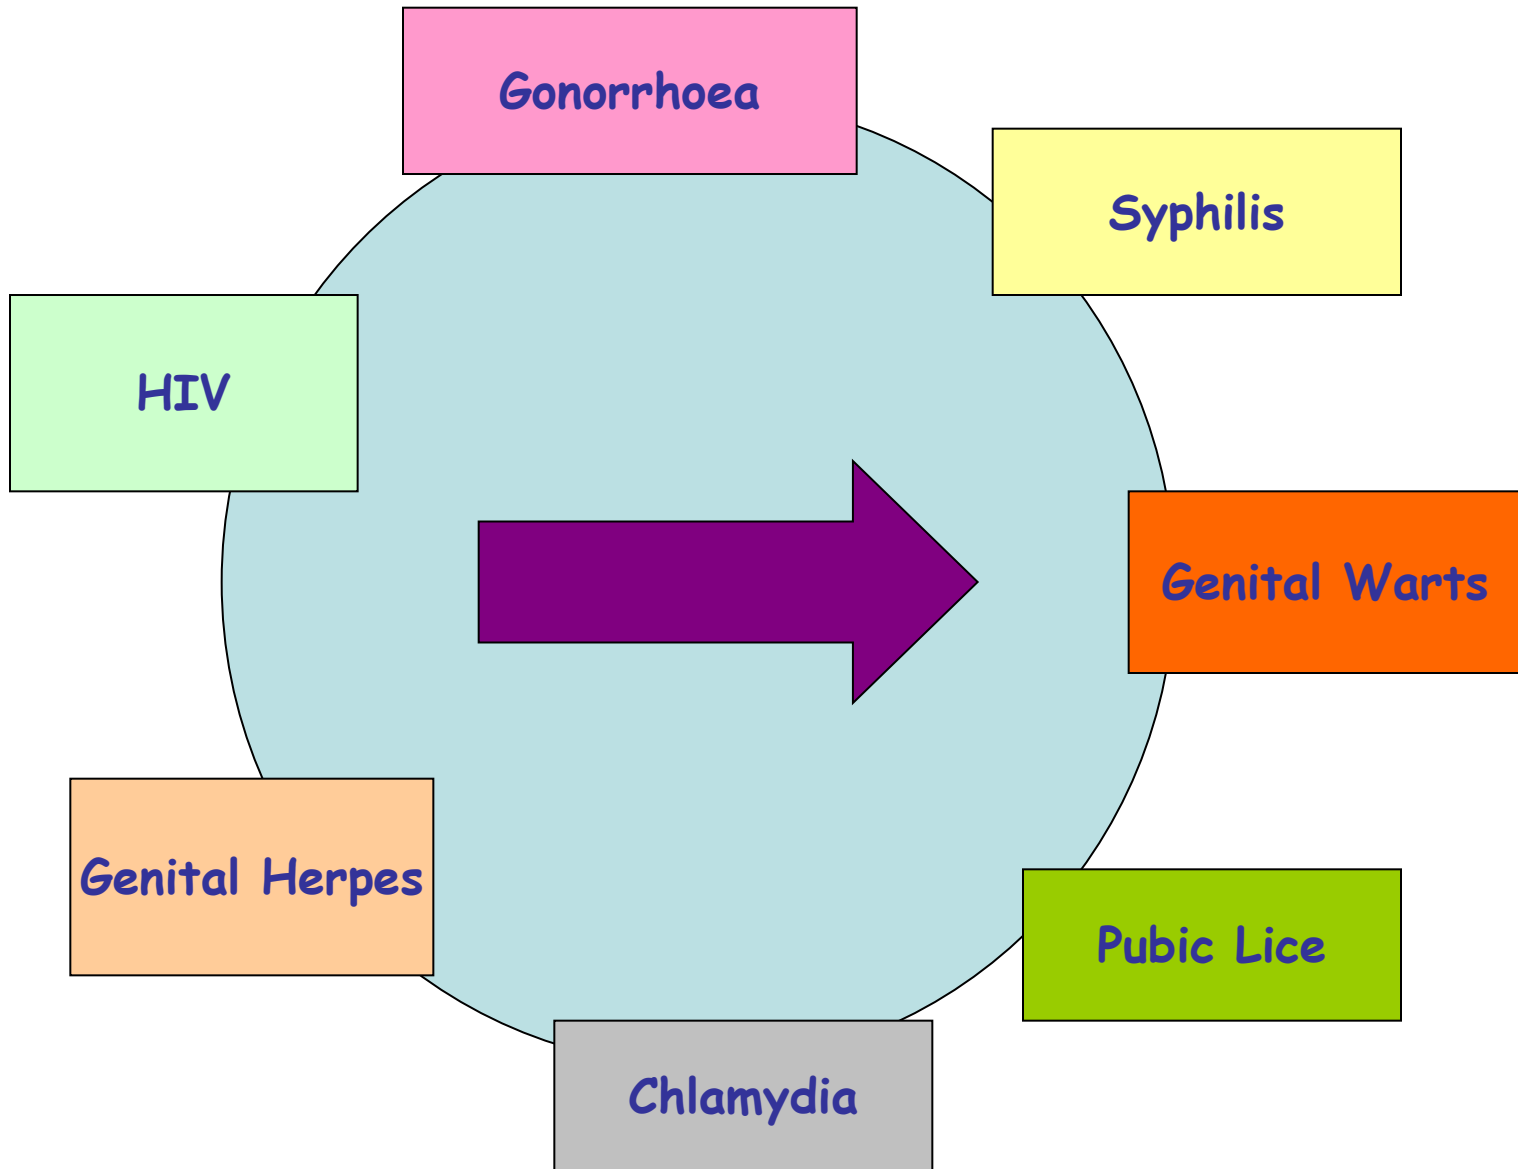 Gonorrhoea
Syphilis
HIV
Genital Warts
Genital Herpes
Pubic Lice
Chlamydia